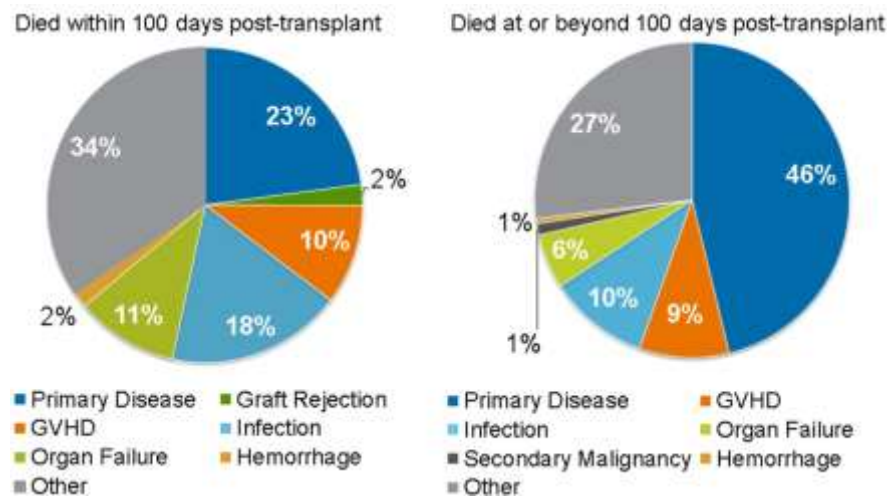 Died within 100 days post-transplant
23%
2%
10%
18%
11%
2%
34%
Primary Disease
Graft Rejection
GVHD
Infection
Organ Failure
Hemorrhage
Other
Died at or beyond 100 days post-transplant
46%
9%
10%
6%
1%
1%
27%
Primary Disease
GVHD
Infection
Organ Failure
Secondary Malignancy
Hemorrhage
Other